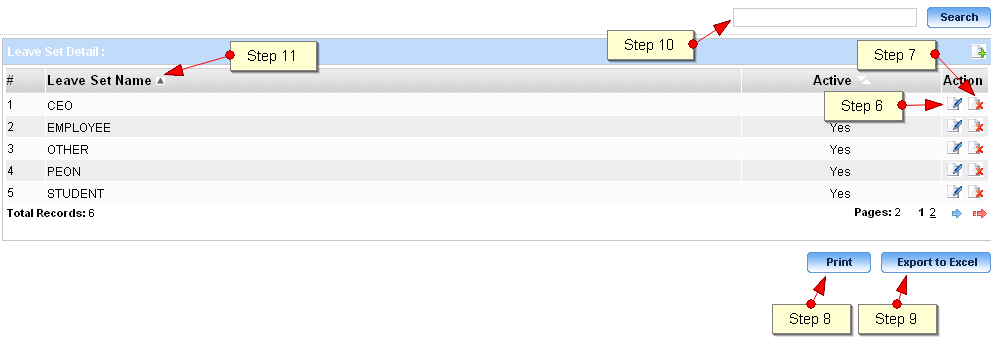 Search
Step 10
Leave Set Detail :
Step 11
Step 7
# Leave Set Name Active Action
1 CEO
Step 6
2 EMPLOYEE Yes
3 OTHER Yes
4 PEON Yes
5 STUDENT Yes
Total Records: 6 Pages: 2 1 2
Print Export to Excel
Step 8 Step 9